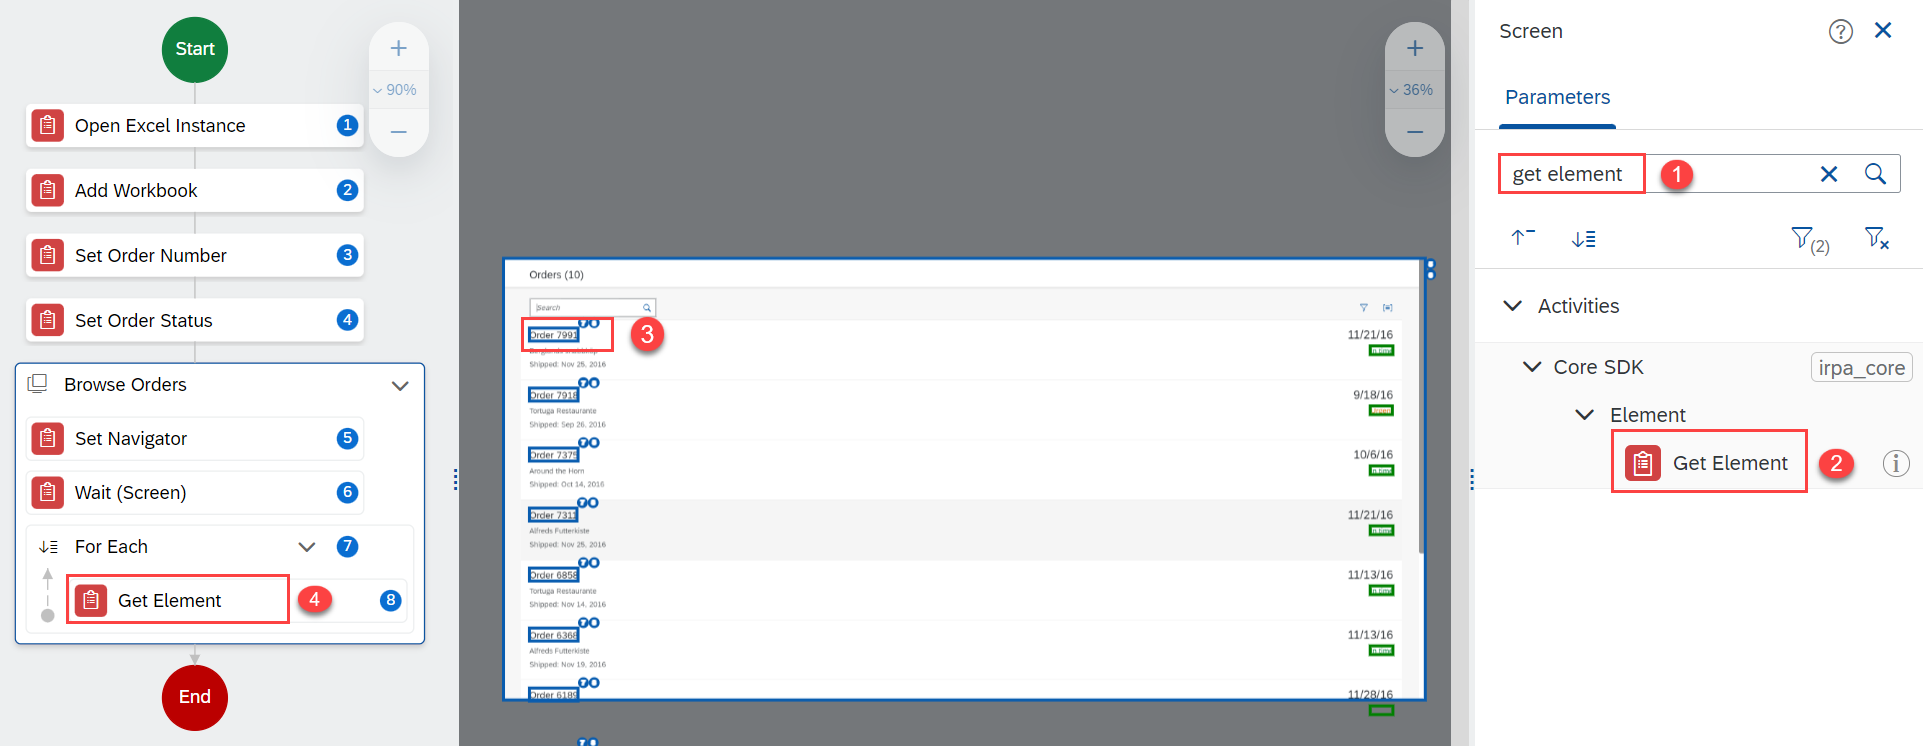 Start
90%
Open Excel Instance 1
Add Workbook 2
Set Order Number 3
Set Order Status 4
Browse Orders
Set Navigator 5
Wait (Screen) 6
For Each 7
Get Element 4 8
End
36%
Orders (10)
Search
Order 7991 3 11/21/16
Shipped: Nov 25, 2016
Order 7918 9/18/16
Tortuga Restaurante
Shipped: Sep 26, 2016
Order 7375 10/6/16
Around the Horn
Shipped: Oct 14, 2016
Order 7311 11/21/16
Alfreds Futterkiste
Shipped: Nov 25, 2016
Order 6858 11/13/16
Tortuga Restaurante
Shipped: Nov 14, 2016
Order 6368 11/13/16
Alfreds Futterkiste
Shipped: Nov 19, 2016
Order 6189 11/28/16
Screen
Parameters
get element 1
(2)
Activities
Core SDK irpa_core
Element
Get Element 2